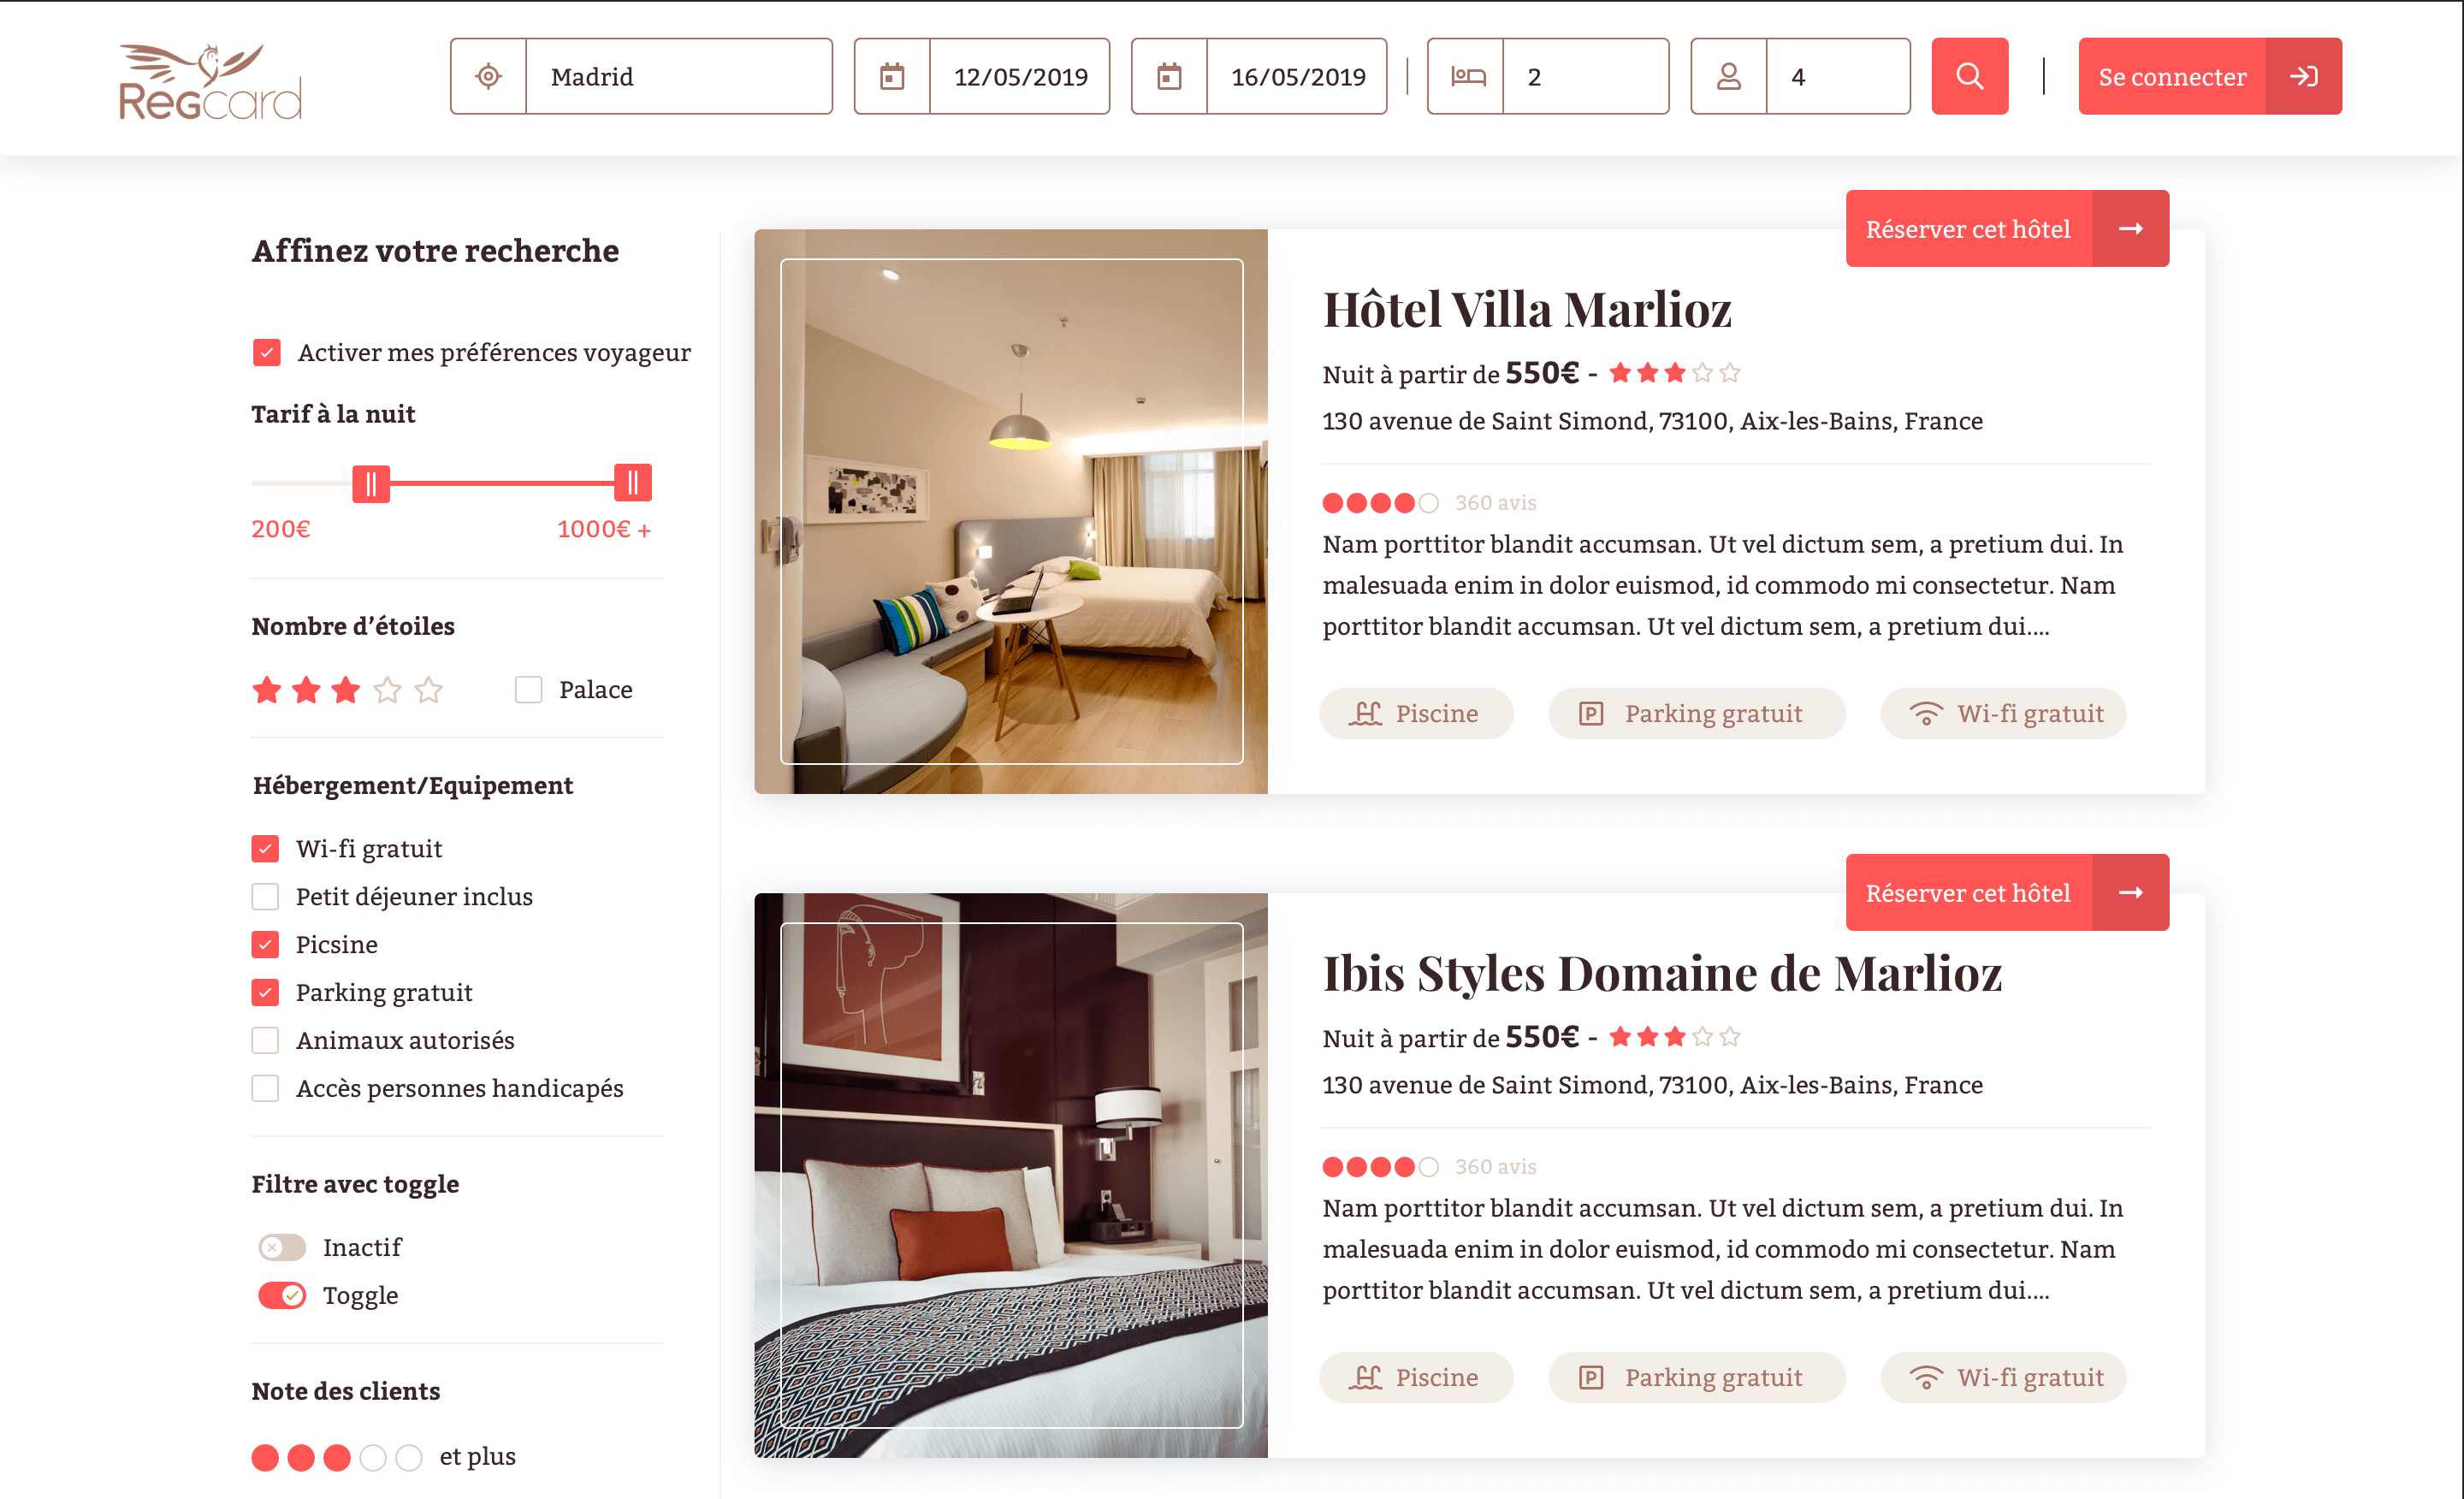 Regcard
Madrid
12/05/2019
16/05/2019
2
4
Se connecter
Affinez votre recherche
Activer mes préférences voyageur
Tarif à la nuit
200€
1000€ +
Nombre d’étoiles
Palace
Hébergement/Equipement
Wi-fi gratuit
Petit déjeuner inclus
Picsine
Parking gratuit
Animaux autorisés
Accès personnes handicapés
Filtre avec toggle
Inactif
Toggle
Note des clients
et plus
Réserver cet hôtel
Hôtel Villa Marlioz
Nuit à partir de 550€ -
130 avenue de Saint Simond, 73100, Aix-les-Bains, France
360 avis
Nam porttitor blandit accumsan. Ut vel dictum sem, a pretium dui. In
malesuada enim in dolor euismod, id commodo mi consectetur. Nam
porttitor blandit accumsan. Ut vel dictum sem, a pretium dui....
Piscine
P Parking gratuit
Wi-fi gratuit
Réserver cet hôtel
Ibis Styles Domaine de Marlioz
Nuit à partir de 550€ -
130 avenue de Saint Simond, 73100, Aix-les-Bains, France
360 avis
Nam porttitor blandit accumsan. Ut vel dictum sem, a pretium dui. In
malesuada enim in dolor euismod, id commodo mi consectetur. Nam
porttitor blandit accumsan. Ut vel dictum sem, a pretium dui....
Piscine
P Parking gratuit
Wi-fi gratuit